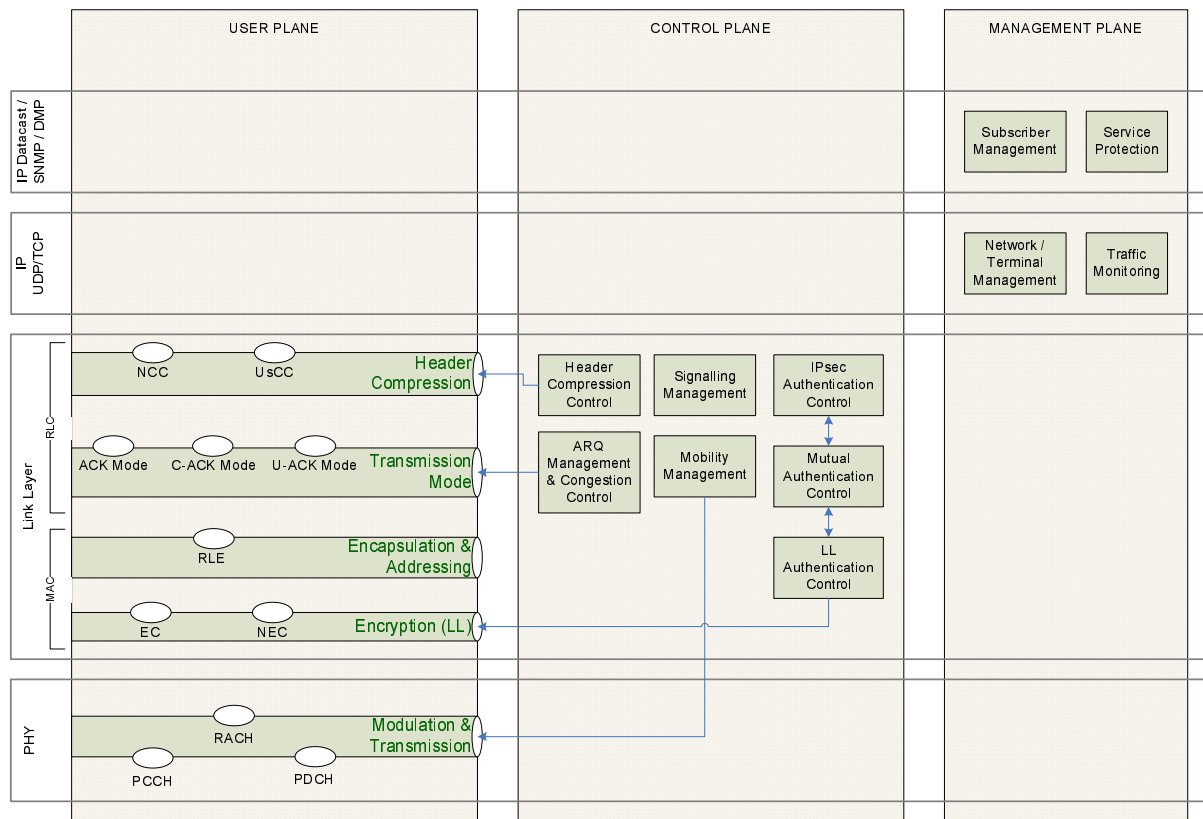 USER PLANE
CONTROL PLANE
MANAGEMENT PLANE
IP Datacast /
SNMP / DMP
Subscriber
Management
Service
Protection
IP
UDP/TCP
Network /
Terminal
Management
Traffic
Monitoring
Link Layer
RLC
NCC
UsCC
Header
Compression
Header
Compression
Control
Signalling
Management
IPsec
Authentication
Control
ACK Mode
C-ACK Mode
U-ACK Mode
Transmission
Mode
ARQ
Management
& Congestion
Control
Mobility
Management
Mutual
Authentication
Control
MAC
RLE
Encapsulation &
Addressing
LL
Authentication
Control
EC
NEC
Encryption (LL)
PHY
RACH
Modulation &
Transmission
PCCH
PDCH